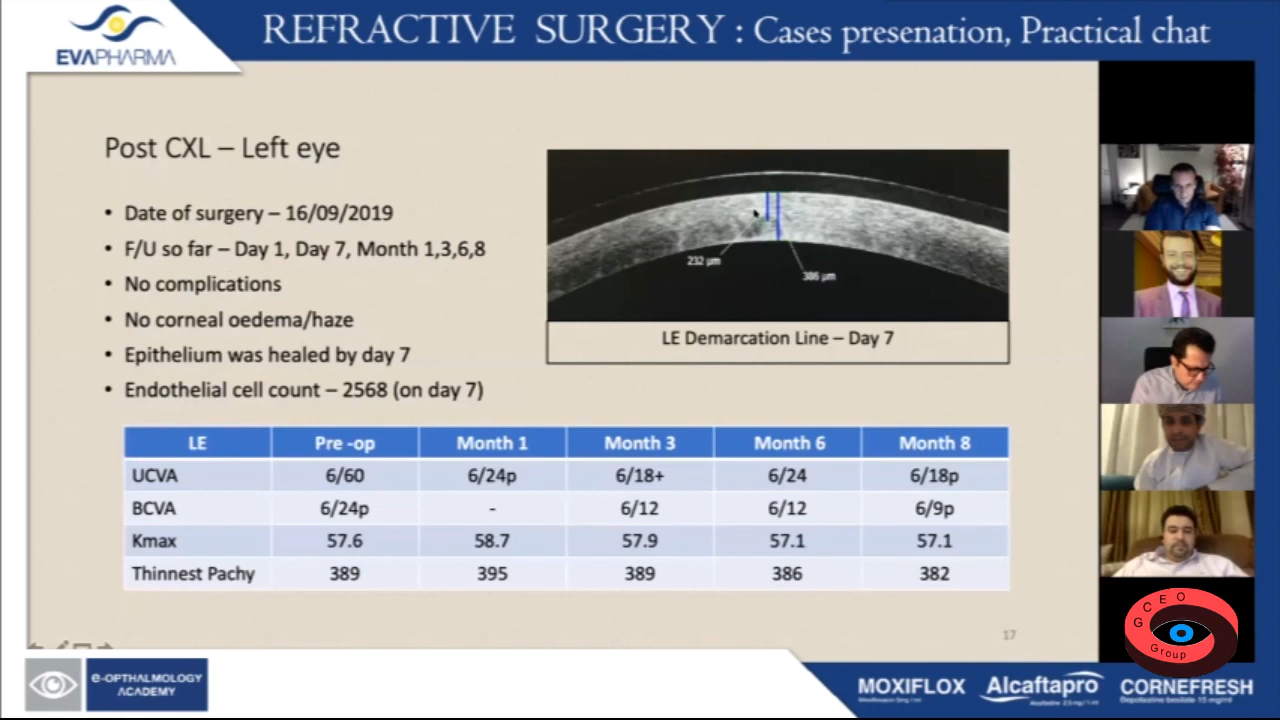 EVAPHARMA
REFRACTIVE SURGERY : Cases presenation, Practical chat
Post CXL – Left eye
• Date of surgery – 16/09/2019
• F/U so far – Day 1, Day 7, Month 1,3,6,8
• No complications
• No corneal oedema/haze
• Epithelium was healed by day 7
• Endothelial cell count – 2568 (on day 7)
232 µm
386 µm
LE Demarcation Line – Day 7
LE Pre -op Month 1 Month 3 Month 6 Month 8
UCVA 6/60 6/24p 6/18+ 6/24 6/18p
BCVA 6/24p - 6/12 6/12 6/9p
Kmax 57.6 58.7 57.9 57.1 57.1
Thinnest Pachy 389 395 389 386 382
17
GCEO
Group
e-OPTHALMOLOGY
ACADEMY
MOXIFLOX
Alcaftapro
CORNEFRESH